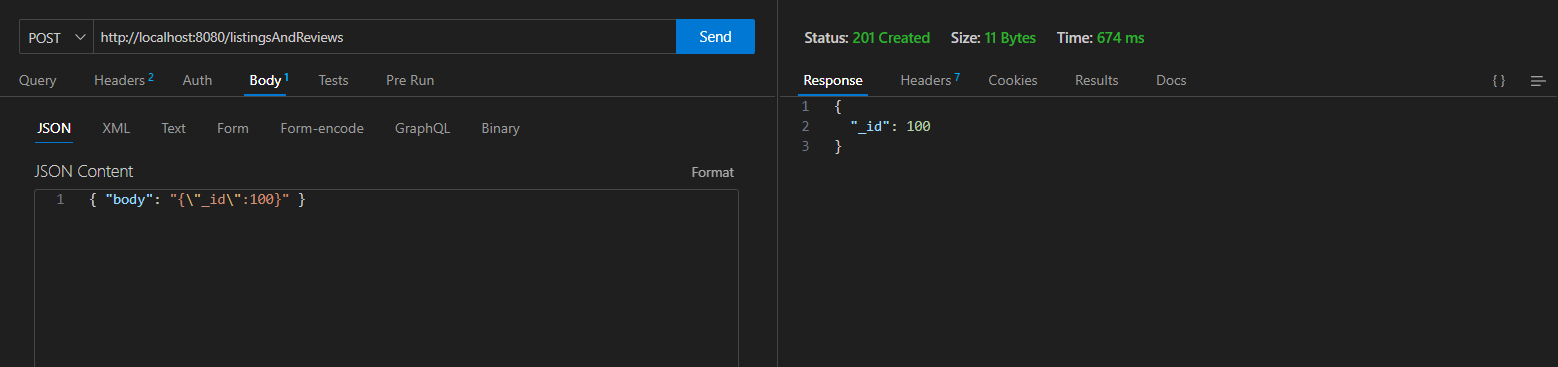 POST http://localhost:8080/listingsAndReviews Send
Query Headers 2 Auth Body 1 Tests Pre Run
JSON XML Text Form Form-encode GraphQL Binary
JSON Content Format
1 { "body": "{\"_id\":100}" }
Status: 201 Created Size: 11 Bytes Time: 674 ms
Response Headers 7 Cookies Results Docs { }
1 {
2 "_id": 100
3 }